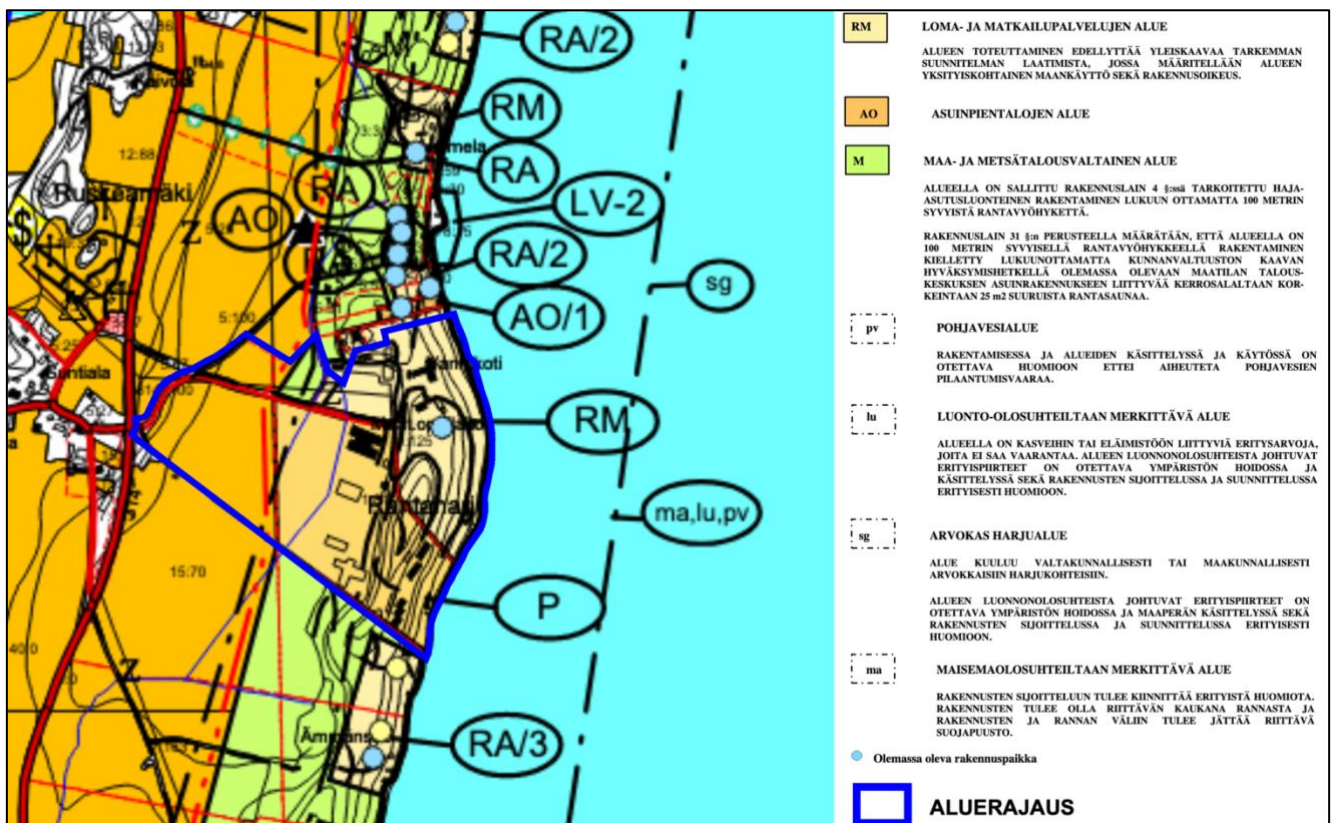 RA/2
RM
12:88
RA
RA
Ruskeamäki
AO
LV-2
Z
RA/2
sg
5:100
AO/1
Suntiala
RM
ma,lu,pv
15:70
P
Z
RA/3
RM
LOMA- JA MATKAILUPALVELUJEN ALUE
ALUEEN TOTEUTTAMINEN EDELLYTTÄÄ YLEISKAAVAA TARKEMMAN
SUUNNITELMAN LAATIMISTA, JOSSA MÄÄRITELLÄÄN ALUEEN
YKSITYISKOHTAINEN MAANKÄYTTÖ SEKÄ RAKENNUSOIKEUS.
AO
ASUINPIENTALOJEN ALUE
M
MAA- JA METSÄTALOUSVALTAINEN ALUE
ALUEELLA ON SALLITTU RAKENNUSLAIN 4 §:ssä TARKOITETTU HAJA-
ASUTUSLUONTEINEN RAKENTAMINEN LUKUUN OTTAMATTA 100 METRIN
SYVYISTÄ RANTAVYÖHYKETTÄ.
RAKENNUSLAIN 31 §:n PERUSTEELLA MÄÄRÄTÄÄN, ETTÄ ALUEELLA ON
100 METRIN SYVYISELLÄ RANTAVYÖHYKKEELLÄ RAKENTAMINEN
KIELLETTY LUKUUNOTTAMATTA KUNNANVALTUUSTON KAAVAN
HYVÄKSYMISHETKELLÄ OLEMASSA OLEVAAN MAATILAN TALOUS-
KESKUKSEN ASUINRAKENNUKSEEN LIITTYVÄÄ KERROSALALTAAN KOR-
KEINTAAN 25 m2 SUURUISTA RANTASAUNAA.
pv
POHJAVESIALUE
RAKENTAMISESSA JA ALUEIDEN KÄSITTELYSSÄ JA KÄYTÖSSÄ ON
OTETTAVA HUOMIOON ETTEI AIHEUTETA POHJAVESIEN
PILAANTUMISVAARAA.
lu
LUONTO-OLOSUHTEILTAAN MERKITTÄVÄ ALUE
ALUEELLA ON KASVEIHIN TAI ELÄIMISTÖÖN LIITTYVIÄ ERITYSARVOJA,
JOITA EI SAA VAARANTAA. ALUEEN LUONNONOLOSUHTEISTA JOHTUVAT
ERITYISPIIRTEET ON OTETTAVA YMPÄRISTÖN HOIDOSSA JA
KÄSITTELYSSÄ SEKÄ RAKENNUSTEN SIJOITTELUSSA JA SUUNNITTELUSSA
ERITYISESTI HUOMIOON.
sg
ARVOKAS HARJUALUE
ALUE KUULUU VALTAKUNNALLISESTI TAI MAAKUNNALLISESTI
ARVOKKAISIIN HARJUKOHTEISIIN.
ALUEEN LUONNONOLOSUHTEISTA JOHTUVAT ERITYISPIIRTEET ON
OTETTAVA YMPÄRISTÖN HOIDOSSA JA MAAPERÄN KÄSITTELYSSÄ SEKÄ
RAKENNUSTEN SIJOITTELUSSA JA SUUNNITTELUSSA ERITYISESTI
HUOMIOON.
ma
MAISEMAOLOSUHTEILTAAN MERKITTÄVÄ ALUE
RAKENNUSTEN SIJOITTELUUN TULEE KIINNITTÄÄ ERITYISTÄ HUOMIOTA.
RAKENNUSTEN TULEE OLLA RIITTÄVÄN KAUKANA RANNASTA JA
RAKENNUSTEN JA RANNAN VÄLIIN TULEE JÄTTÄÄ RIITTÄVÄ
SUOJAPUUSTO.
Olemassa oleva rakennuspaikka
ALUERAJAUS